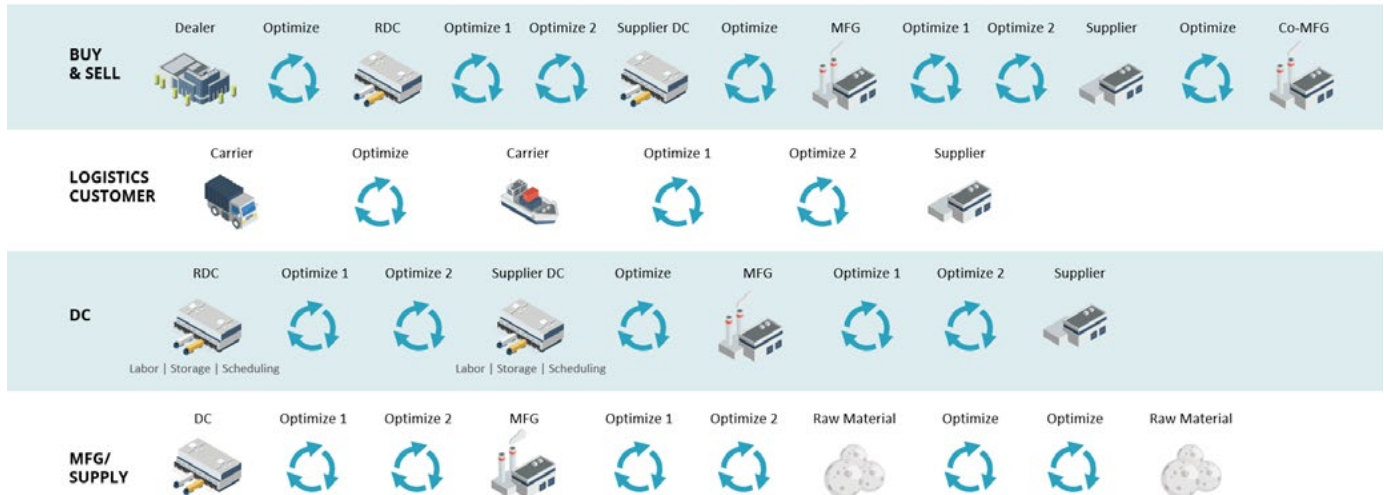 Dealer Optimize RDC Optimize 1 Optimize 2 Supplier DC Optimize MFG Optimize 1 Optimize 2 Supplier Optimize Co-MFG
BUY
& SELL
Carrier Optimize Carrier Optimize 1 Optimize 2 Supplier
LOGISTICS
CUSTOMER
RDC Optimize 1 Optimize 2 Supplier DC Optimize MFG Optimize 1 Optimize 2 Supplier
DC
Labor | Storage | Scheduling Labor | Storage | Scheduling
DC Optimize 1 Optimize 2 MFG Optimize 1 Optimize 2 Raw Material Optimize Optimize Raw Material
MFG/
SUPPLY